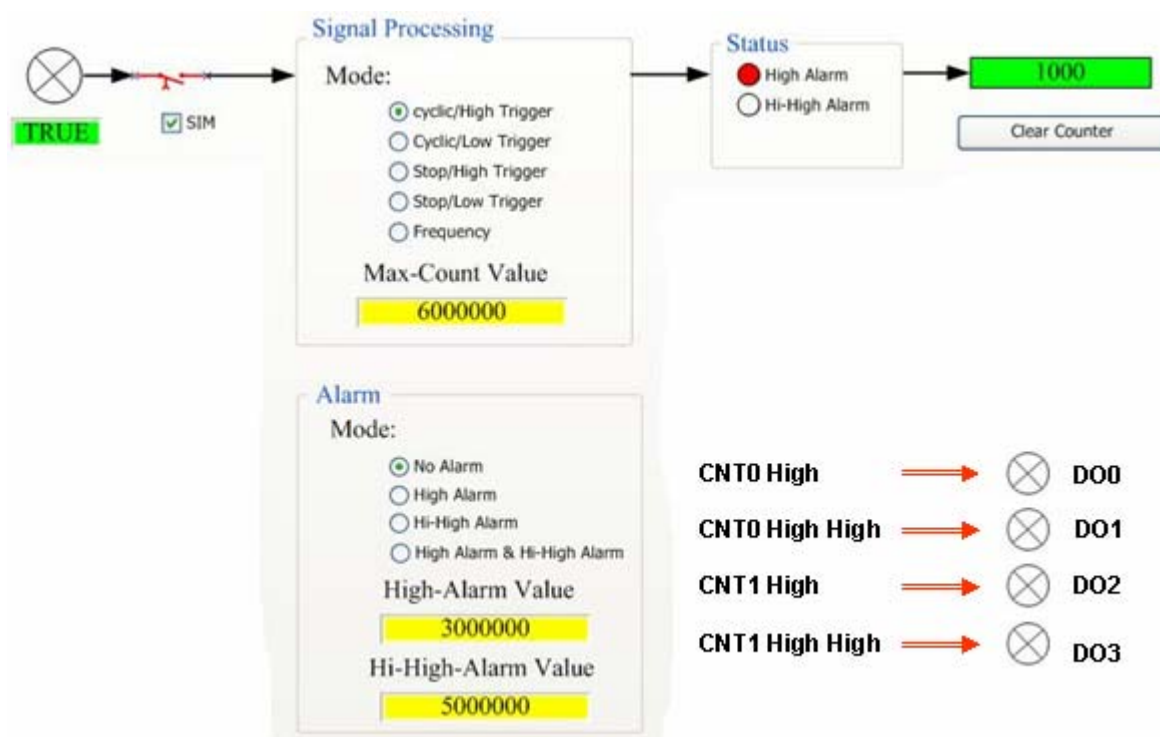 TRUE
SIM
Signal Processing
Mode:
cyclic/High Trigger
Cyclic/Low Trigger
Stop/High Trigger
Stop/Low Trigger
Frequency
Max-Count Value
6000000
Status
High Alarm
Hi-High Alarm
1000
Clear Counter
Alarm
Mode:
No Alarm
High Alarm
Hi-High Alarm
High Alarm & Hi-High Alarm
High-Alarm Value
3000000
Hi-High-Alarm Value
5000000
CNT0 High DO0
CNT0 High High DO1
CNT1 High DO2
CNT1 High High DO3